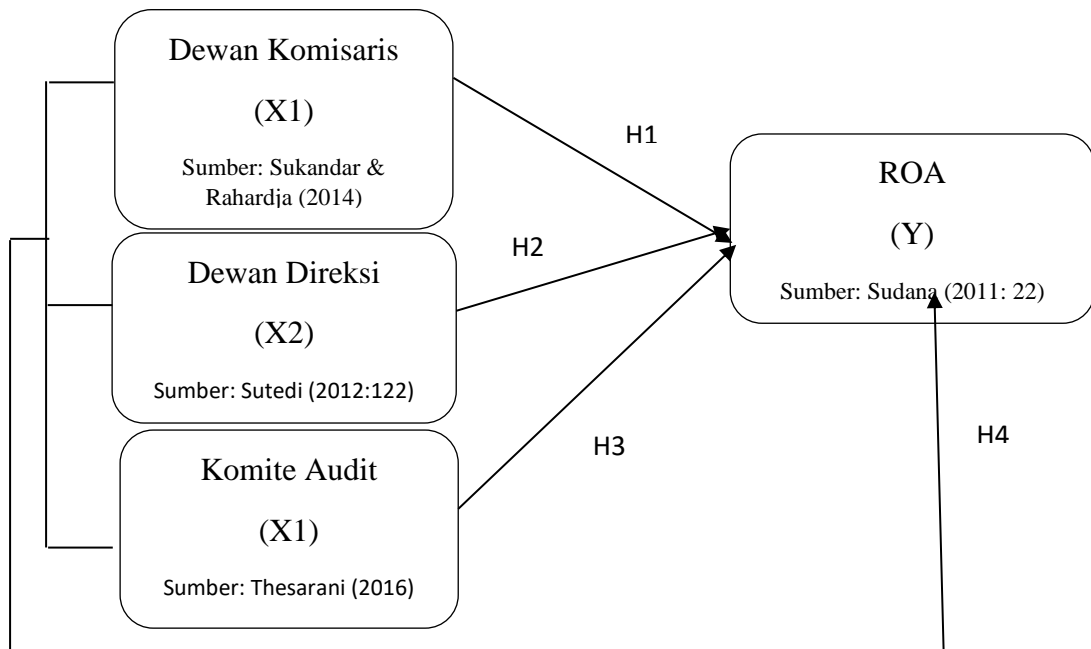 Dewan Komisaris
(X1)
Sumber: Sukandar &
Rahardja (2014)
H1
ROA
(Y)
Sumber: Sudana (2011: 22)
H2
Dewan Direksi
(X2)
Sumber: Sutedi (2012:122)
H3
H4
Komite Audit
(X1)
Sumber: Thesarani (2016)